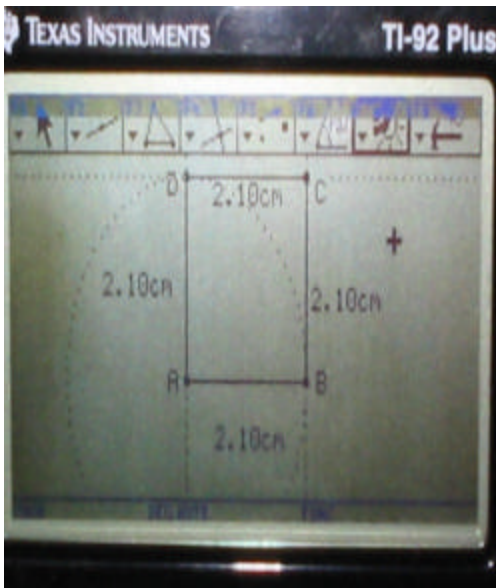 TEXAS INSTRUMENTS
TI-92 Plus
D
2.10cm
C
2.10cm
2.10cm
A
B
2.10cm